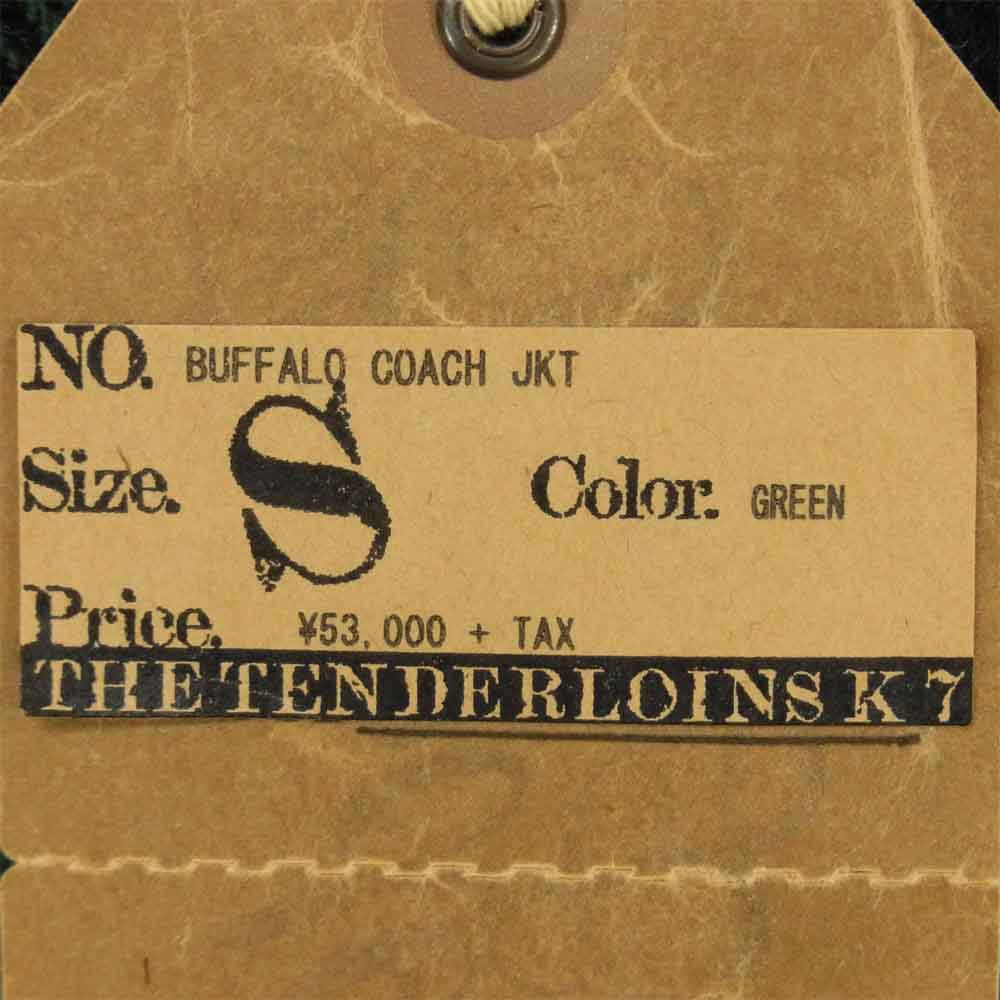 NO. BUFFALO COACH JKT
Size. S Color. GREEN
Price. ¥53,000 + TAX
THE TENDERLOINS K 7